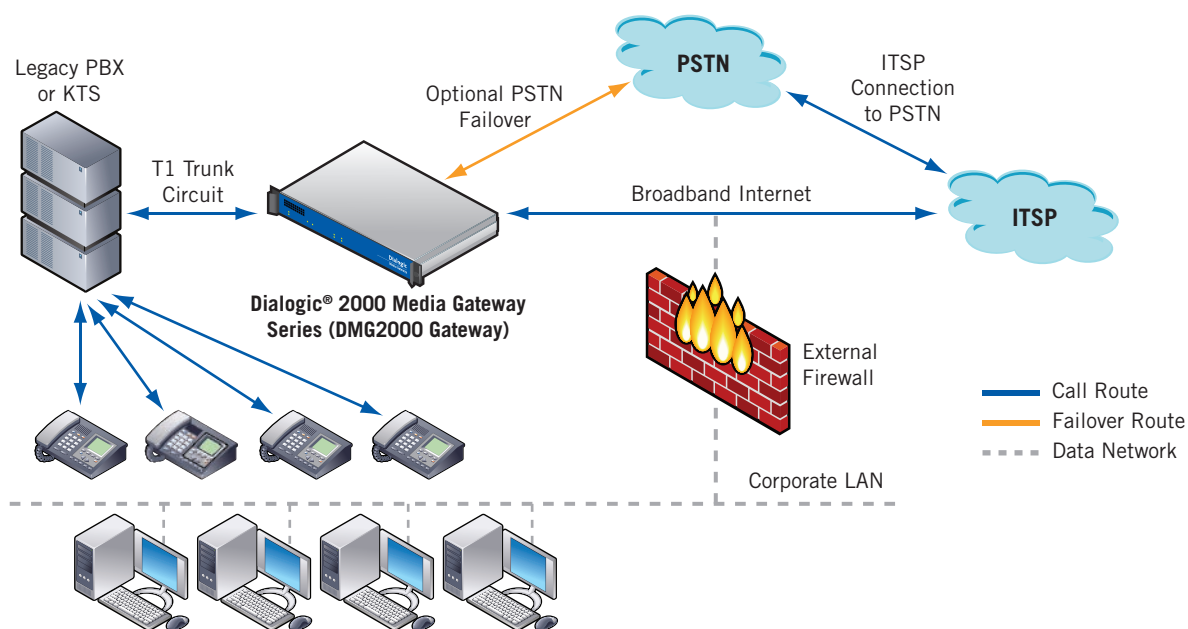 Legacy PBX
or KTS
T1 Trunk
Circuit
Optional PSTN
Failover
PSTN
ITSP
Connection
to PSTN
Broadband Internet
ITSP
Dialogic
Dialogic® 2000 Media Gateway
Series (DMG2000 Gateway)
External
Firewall
Call Route
Failover Route
Data Network
Corporate LAN